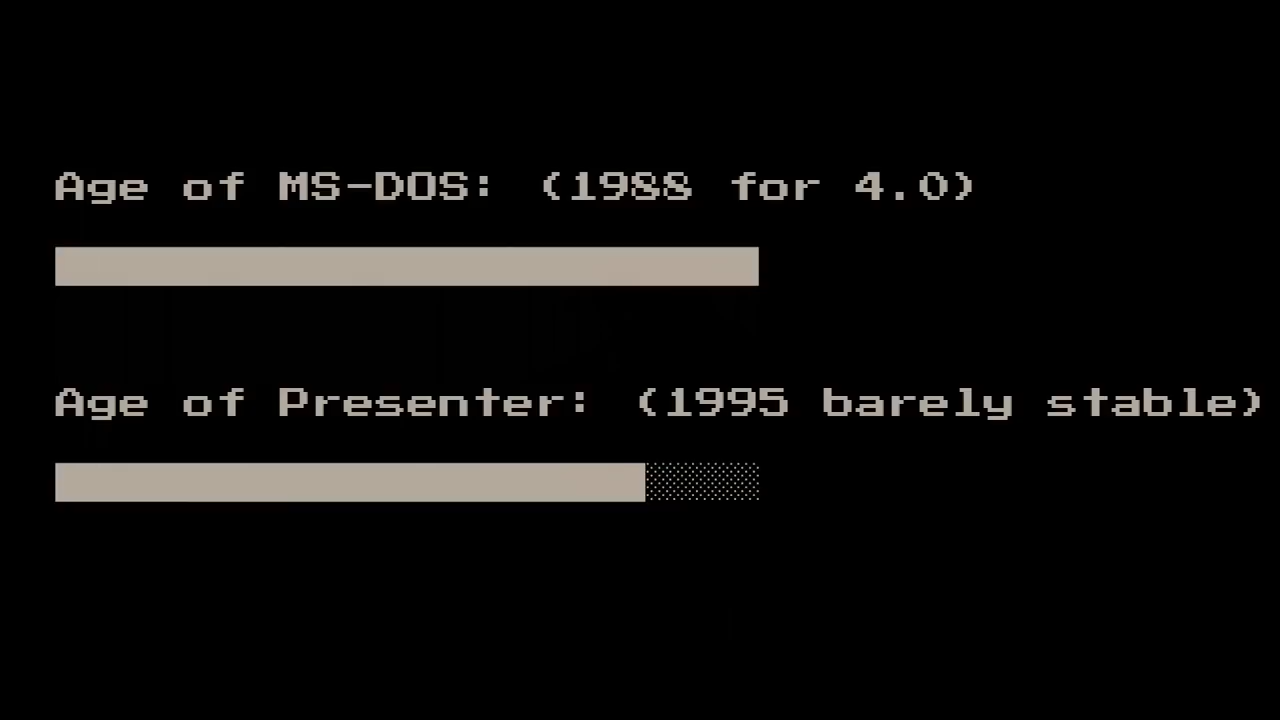 Age of MS-DOS: (1988 for 4.0)
Age of Presenter: (1995 barely stable)